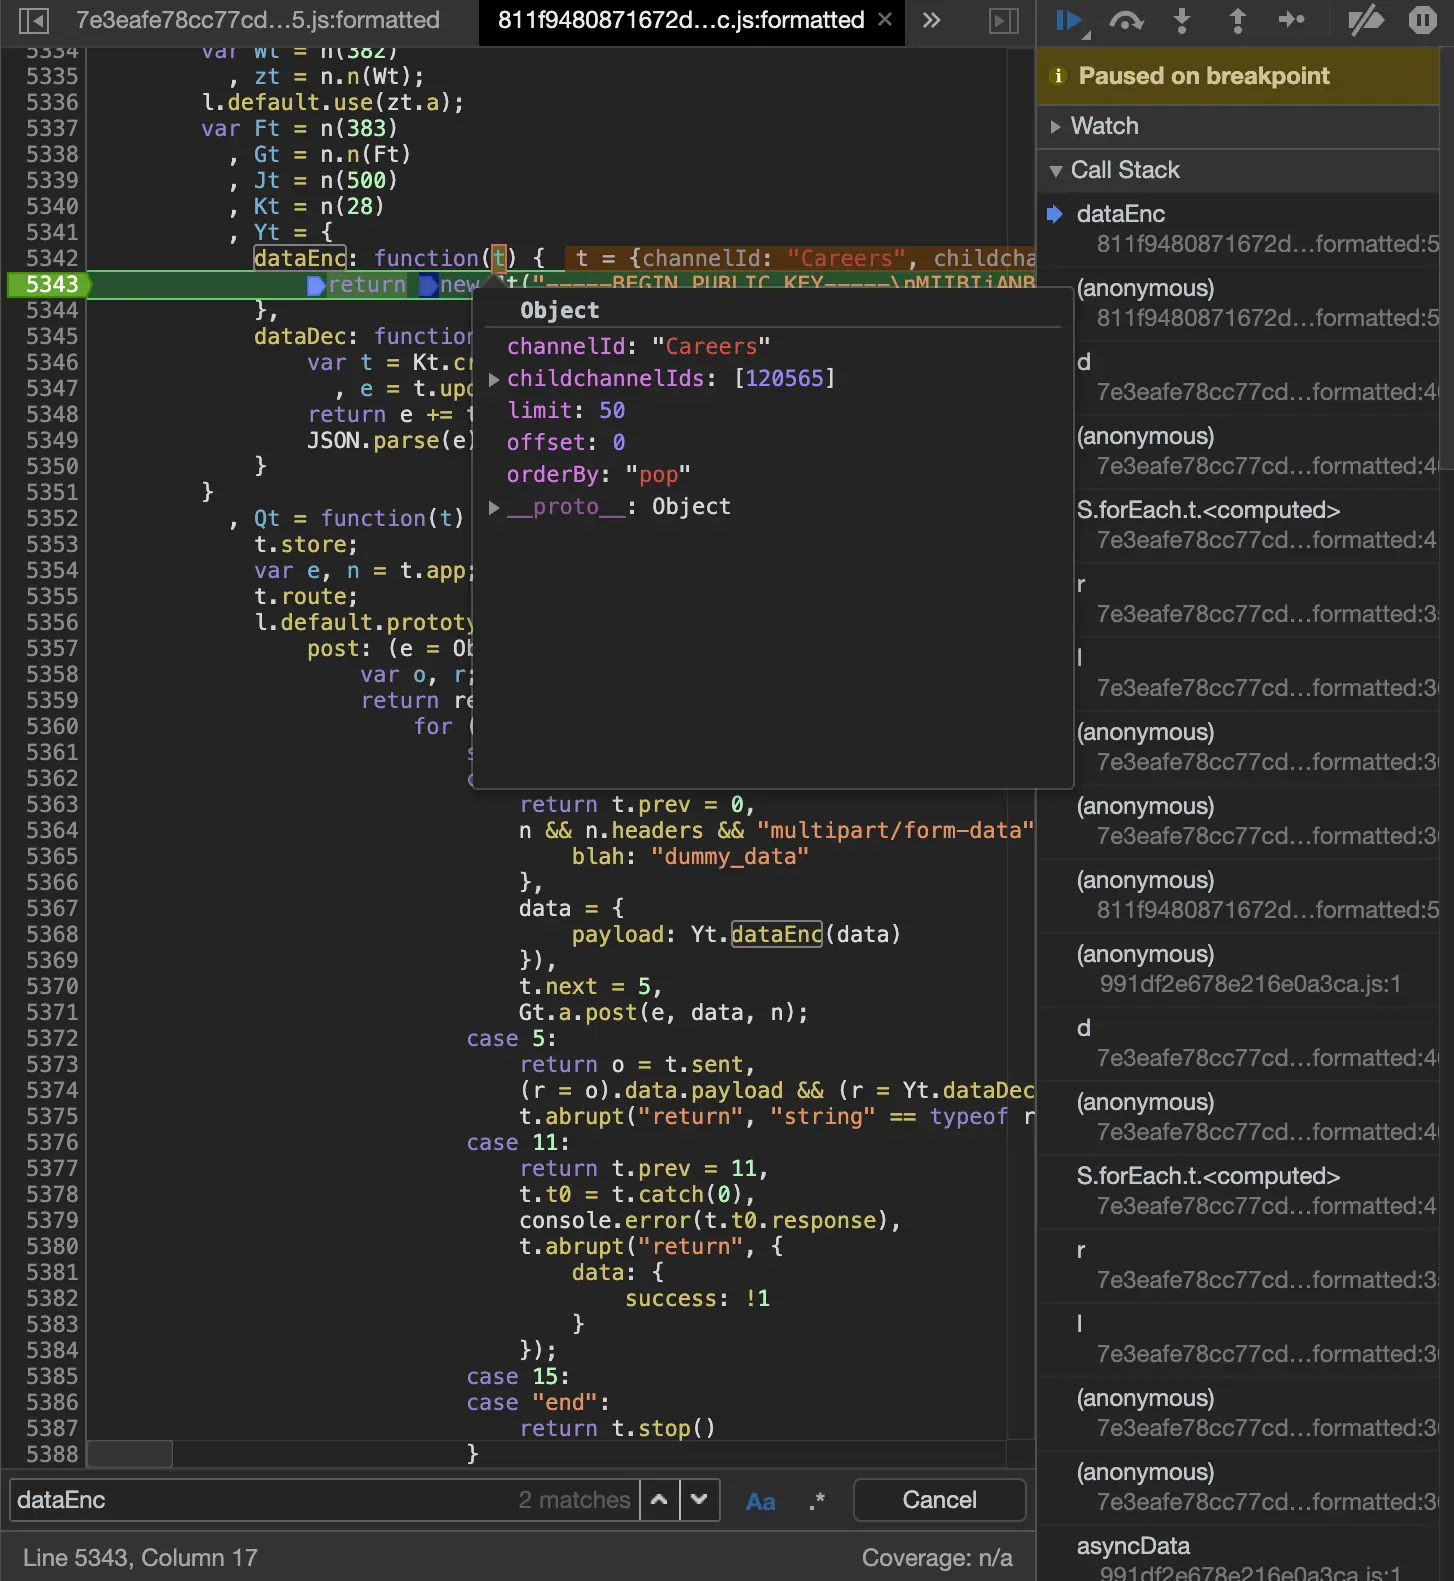 7e3eafe78cc77cd...5.js:formatted
811f9480871672d...c.js:formatted ×
5334 var Wt = n(382)
5335 , zt = n.n(Wt);
5336 l.default.use(zt.a);
5337 var Ft = n(383)
5338 , Gt = n.n(Ft)
5339 , Jt = n(500)
5340 , Kt = n(28)
5341 , Yt = {
5342 dataEnc: function(t) { t = {channelId: "Careers", childcha
5343 return new t("-----BEGIN PUBLIC KEY-----\nMIIBIjANB
5344 },
5345 dataDec: function
5346 var t = Kt.cr
5347 , e = t.upd
5348 return e += t
5349 JSON.parse(e)
5350 }
5351 }
5352 , Qt = function(t)
5353 t.store;
5354 var e, n = t.app;
5355 t.route;
5356 l.default.prototy
5357 post: (e = Ob
5358 var o, r;
5359 return re
5360 for (
5361
5362
5363 return t.prev = 0,
5364 n && n.headers && "multipart/form-data"
5365 blah: "dummy_data"
5366 },
5367 data = {
5368 payload: Yt.dataEnc(data)
5369 }),
5370 t.next = 5,
5371 Gt.a.post(e, data, n);
5372 case 5:
5373 return o = t.sent,
5374 (r = o).data.payload && (r = Yt.dataDec
5375 t.abrupt("return", "string" == typeof r
5376 case 11:
5377 return t.prev = 11,
5378 t.t0 = t.catch(0),
5379 console.error(t.t0.response),
5380 t.abrupt("return", {
5381 data: {
5382 success: !1
5383 }
5384 });
5385 case 15:
5386 case "end":
5387 return t.stop()
5388 }
Object
channelId: "Careers"
childchannelIds: [120565]
limit: 50
offset: 0
orderBy: "pop"
__proto__: Object
dataEnc 2 matches Aa .* Cancel
Line 5343, Column 17 Coverage: n/a
Paused on breakpoint
Watch
Call Stack
dataEnc
811f9480871672d...formatted:5
(anonymous)
811f9480871672d...formatted:5
d
7e3eafe78cc77cd...formatted:4
(anonymous)
7e3eafe78cc77cd...formatted:4
S.forEach.t.<computed>
7e3eafe78cc77cd...formatted:4
r
7e3eafe78cc77cd...formatted:3
l
7e3eafe78cc77cd...formatted:3
(anonymous)
7e3eafe78cc77cd...formatted:3
(anonymous)
7e3eafe78cc77cd...formatted:3
(anonymous)
811f9480871672d...formatted:5
(anonymous)
991df2e678e216e0a3ca.js:1
d
7e3eafe78cc77cd...formatted:4
(anonymous)
7e3eafe78cc77cd...formatted:4
S.forEach.t.<computed>
7e3eafe78cc77cd...formatted:4
r
7e3eafe78cc77cd...formatted:3
l
7e3eafe78cc77cd...formatted:3
(anonymous)
7e3eafe78cc77cd...formatted:3
(anonymous)
7e3eafe78cc77cd...formatted:3
asyncData
991df2e678e216e0a3ca.js:1